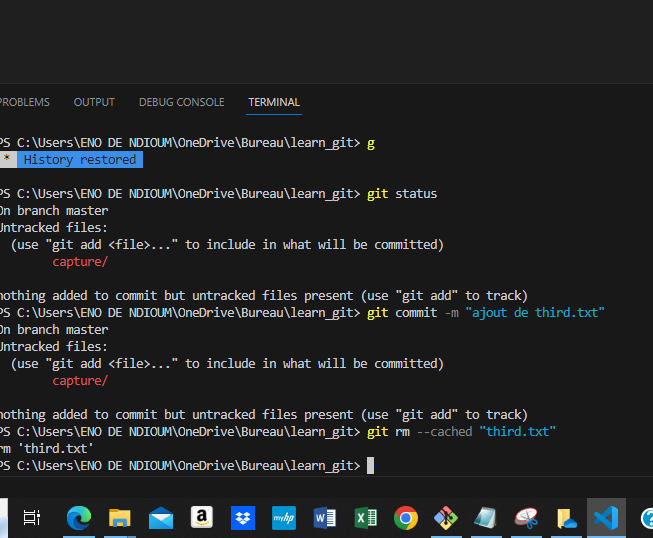 PROBLEMS OUTPUT DEBUG CONSOLE TERMINAL
PS C:\Users\ENO DE NDIOUM\OneDrive\Bureau\learn_git> g
* History restored
PS C:\Users\ENO DE NDIOUM\OneDrive\Bureau\learn_git> git status
On branch master
Untracked files:
(use "git add <file>..." to include in what will be committed)
capture/
nothing added to commit but untracked files present (use "git add" to track)
PS C:\Users\ENO DE NDIOUM\OneDrive\Bureau\learn_git> git commit -m "ajout de third.txt"
On branch master
Untracked files:
(use "git add <file>..." to include in what will be committed)
capture/
nothing added to commit but untracked files present (use "git add" to track)
PS C:\Users\ENO DE NDIOUM\OneDrive\Bureau\learn_git> git rm --cached "third.txt"
rm 'third.txt'
PS C:\Users\ENO DE NDIOUM\OneDrive\Bureau\learn_git>
a myhp W X ?